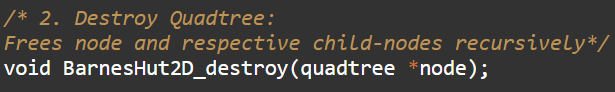 /* 2. Destroy Quadtree:
Frees node and respective child-nodes recursively*/
void BarnesHut2D_destroy(quadtree *node);